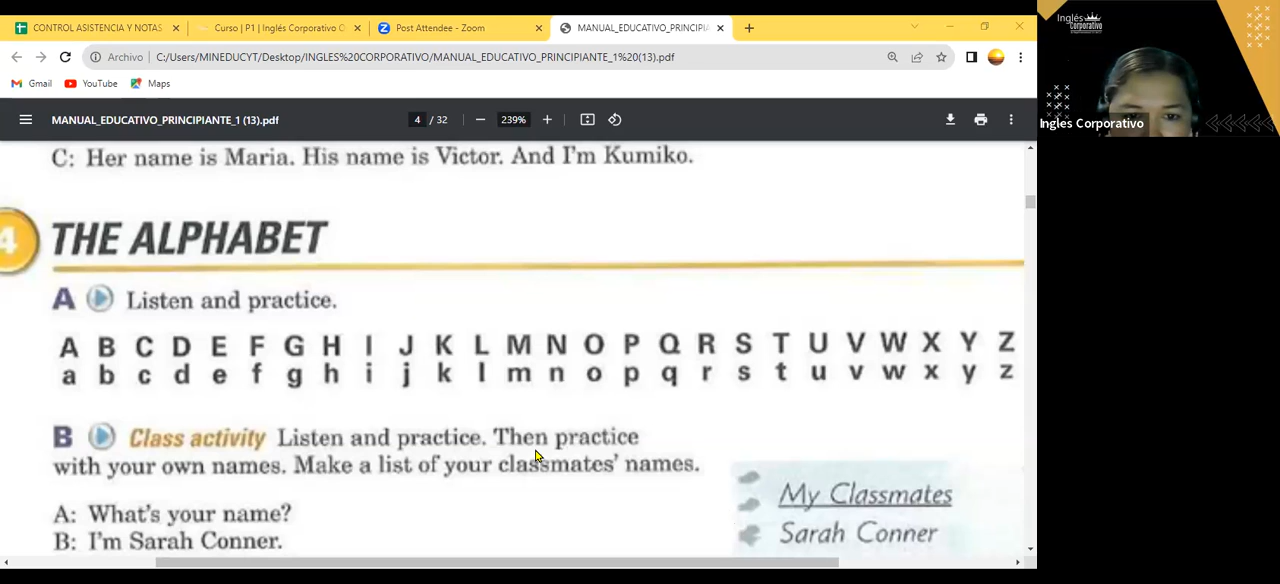 CONTROL ASISTENCIA Y NOTAS
Curso | P1 | Inglés Corporativo C
Post Attendee - Zoom
MANUAL_EDUCATIVO_PRINCIPIA
Archivo
C:/Users/MINEDUCYT/Desktop/INGLES%20CORPORATIVO/MANUAL_EDUCATIVO_PRINCIPIANTE_1%20(13).pdf
Gmail
YouTube
Maps
MANUAL_EDUCATIVO_PRINCIPIANTE_1 (13).pdf
4 / 32
239%
C: Her name is Maria. His name is Victor. And I'm Kumiko.
4 THE ALPHABET
A Listen and practice.
A B C D E F G H I J K L M N O P Q R S T U V W X Y Z
a b c d e f g h i j k l m n o p q r s t u v w x y z
B Class activity Listen and practice. Then practice
with your own names. Make a list of your classmates' names.
A: What's your name?
B: I'm Sarah Conner.
My Classmates
Sarah Conner
Inglés
Corporativo
Ingles Corporativo